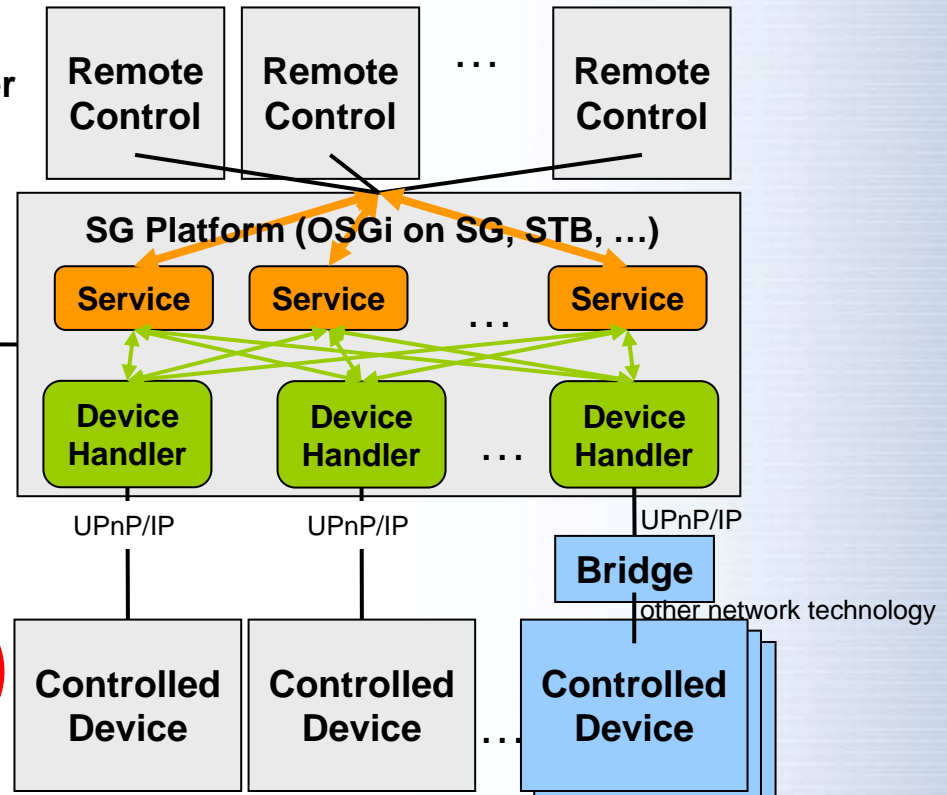 er
Remote
Control
Remote
Control
...
Remote
Control
SG Platform (OSGi on SG, STB, ...)
Service
Service
...
Service
Device
Handler
Device
Handler
...
Device
Handler
UPnP/IP
UPnP/IP
UPnP/IP
Bridge
other network technology
Controlled
Device
Controlled
Device
...
Controlled
Device